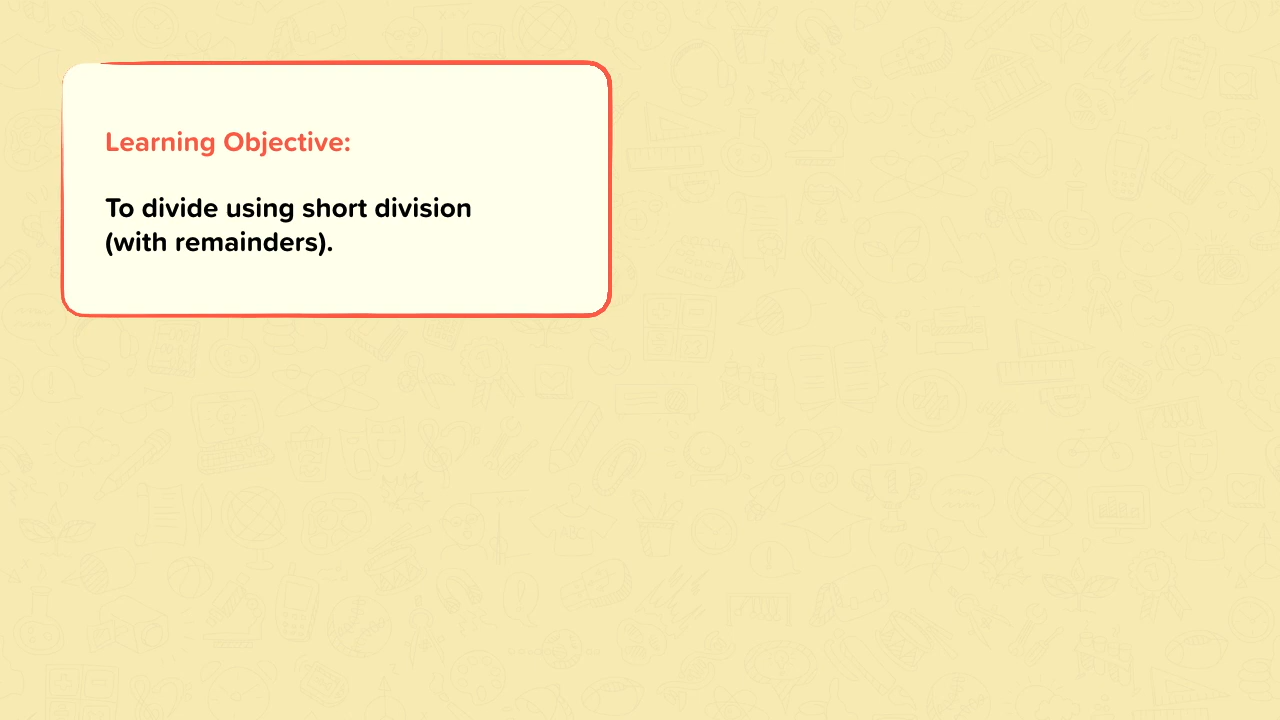 Learning Objective:
To divide using short division
(with remainders).